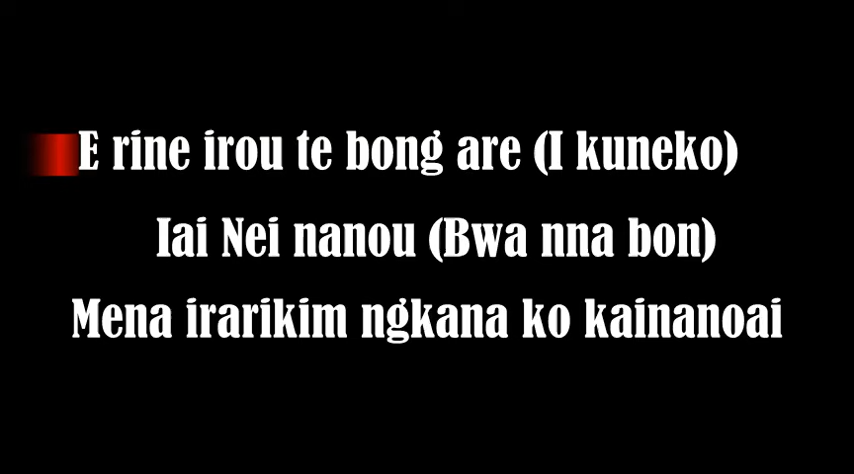 E rine irou te bong are (I kuneko)
Iai Nei nanou (Bwa nna bon)
Mena irarikim ngkana ko kainanoai